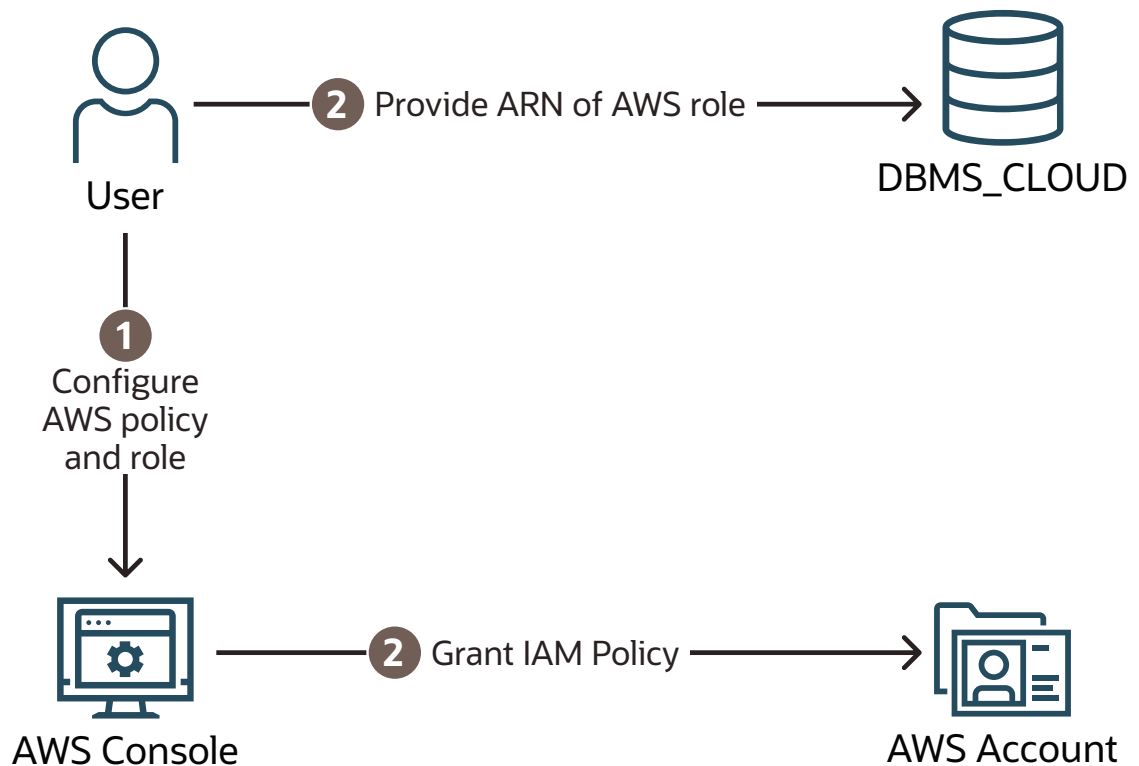 2 Provide ARN of AWS role
User
DBMS_CLOUD
1
Configure
AWS policy
and role
2 Grant IAM Policy
AWS Console
AWS Account